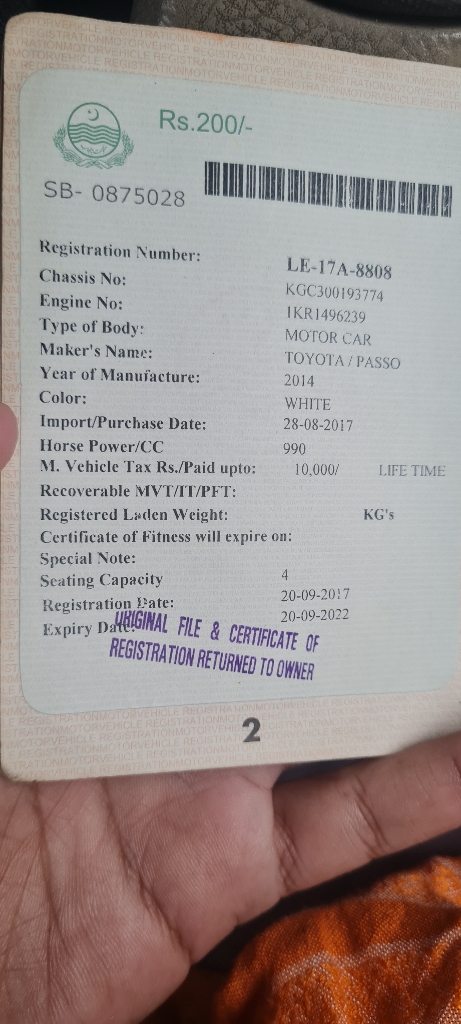 Rs.200/-
SB- 0875028
Registration Number: LE-17A-8808
Chassis No: KGC300193774
Engine No: 1KR1496239
Type of Body: MOTOR CAR
Maker's Name: TOYOTA / PASSO
Year of Manufacture: 2014
Color: WHITE
Import/Purchase Date: 28-08-2017
Horse Power/CC 990
M. Vehicle Tax Rs./Paid upto: 10,000/ LIFE TIME
Recoverable MVT/IT/PFT:
Registered Laden Weight: KG's
Certificate of Fitness will expire on:
Special Note:
Seating Capacity 4
Registration Date: 20-09-2017
Expiry Date: 20-09-2022
ORIGINAL FILE & CERTIFICATE OF
REGISTRATION RETURNED TO OWNER
2